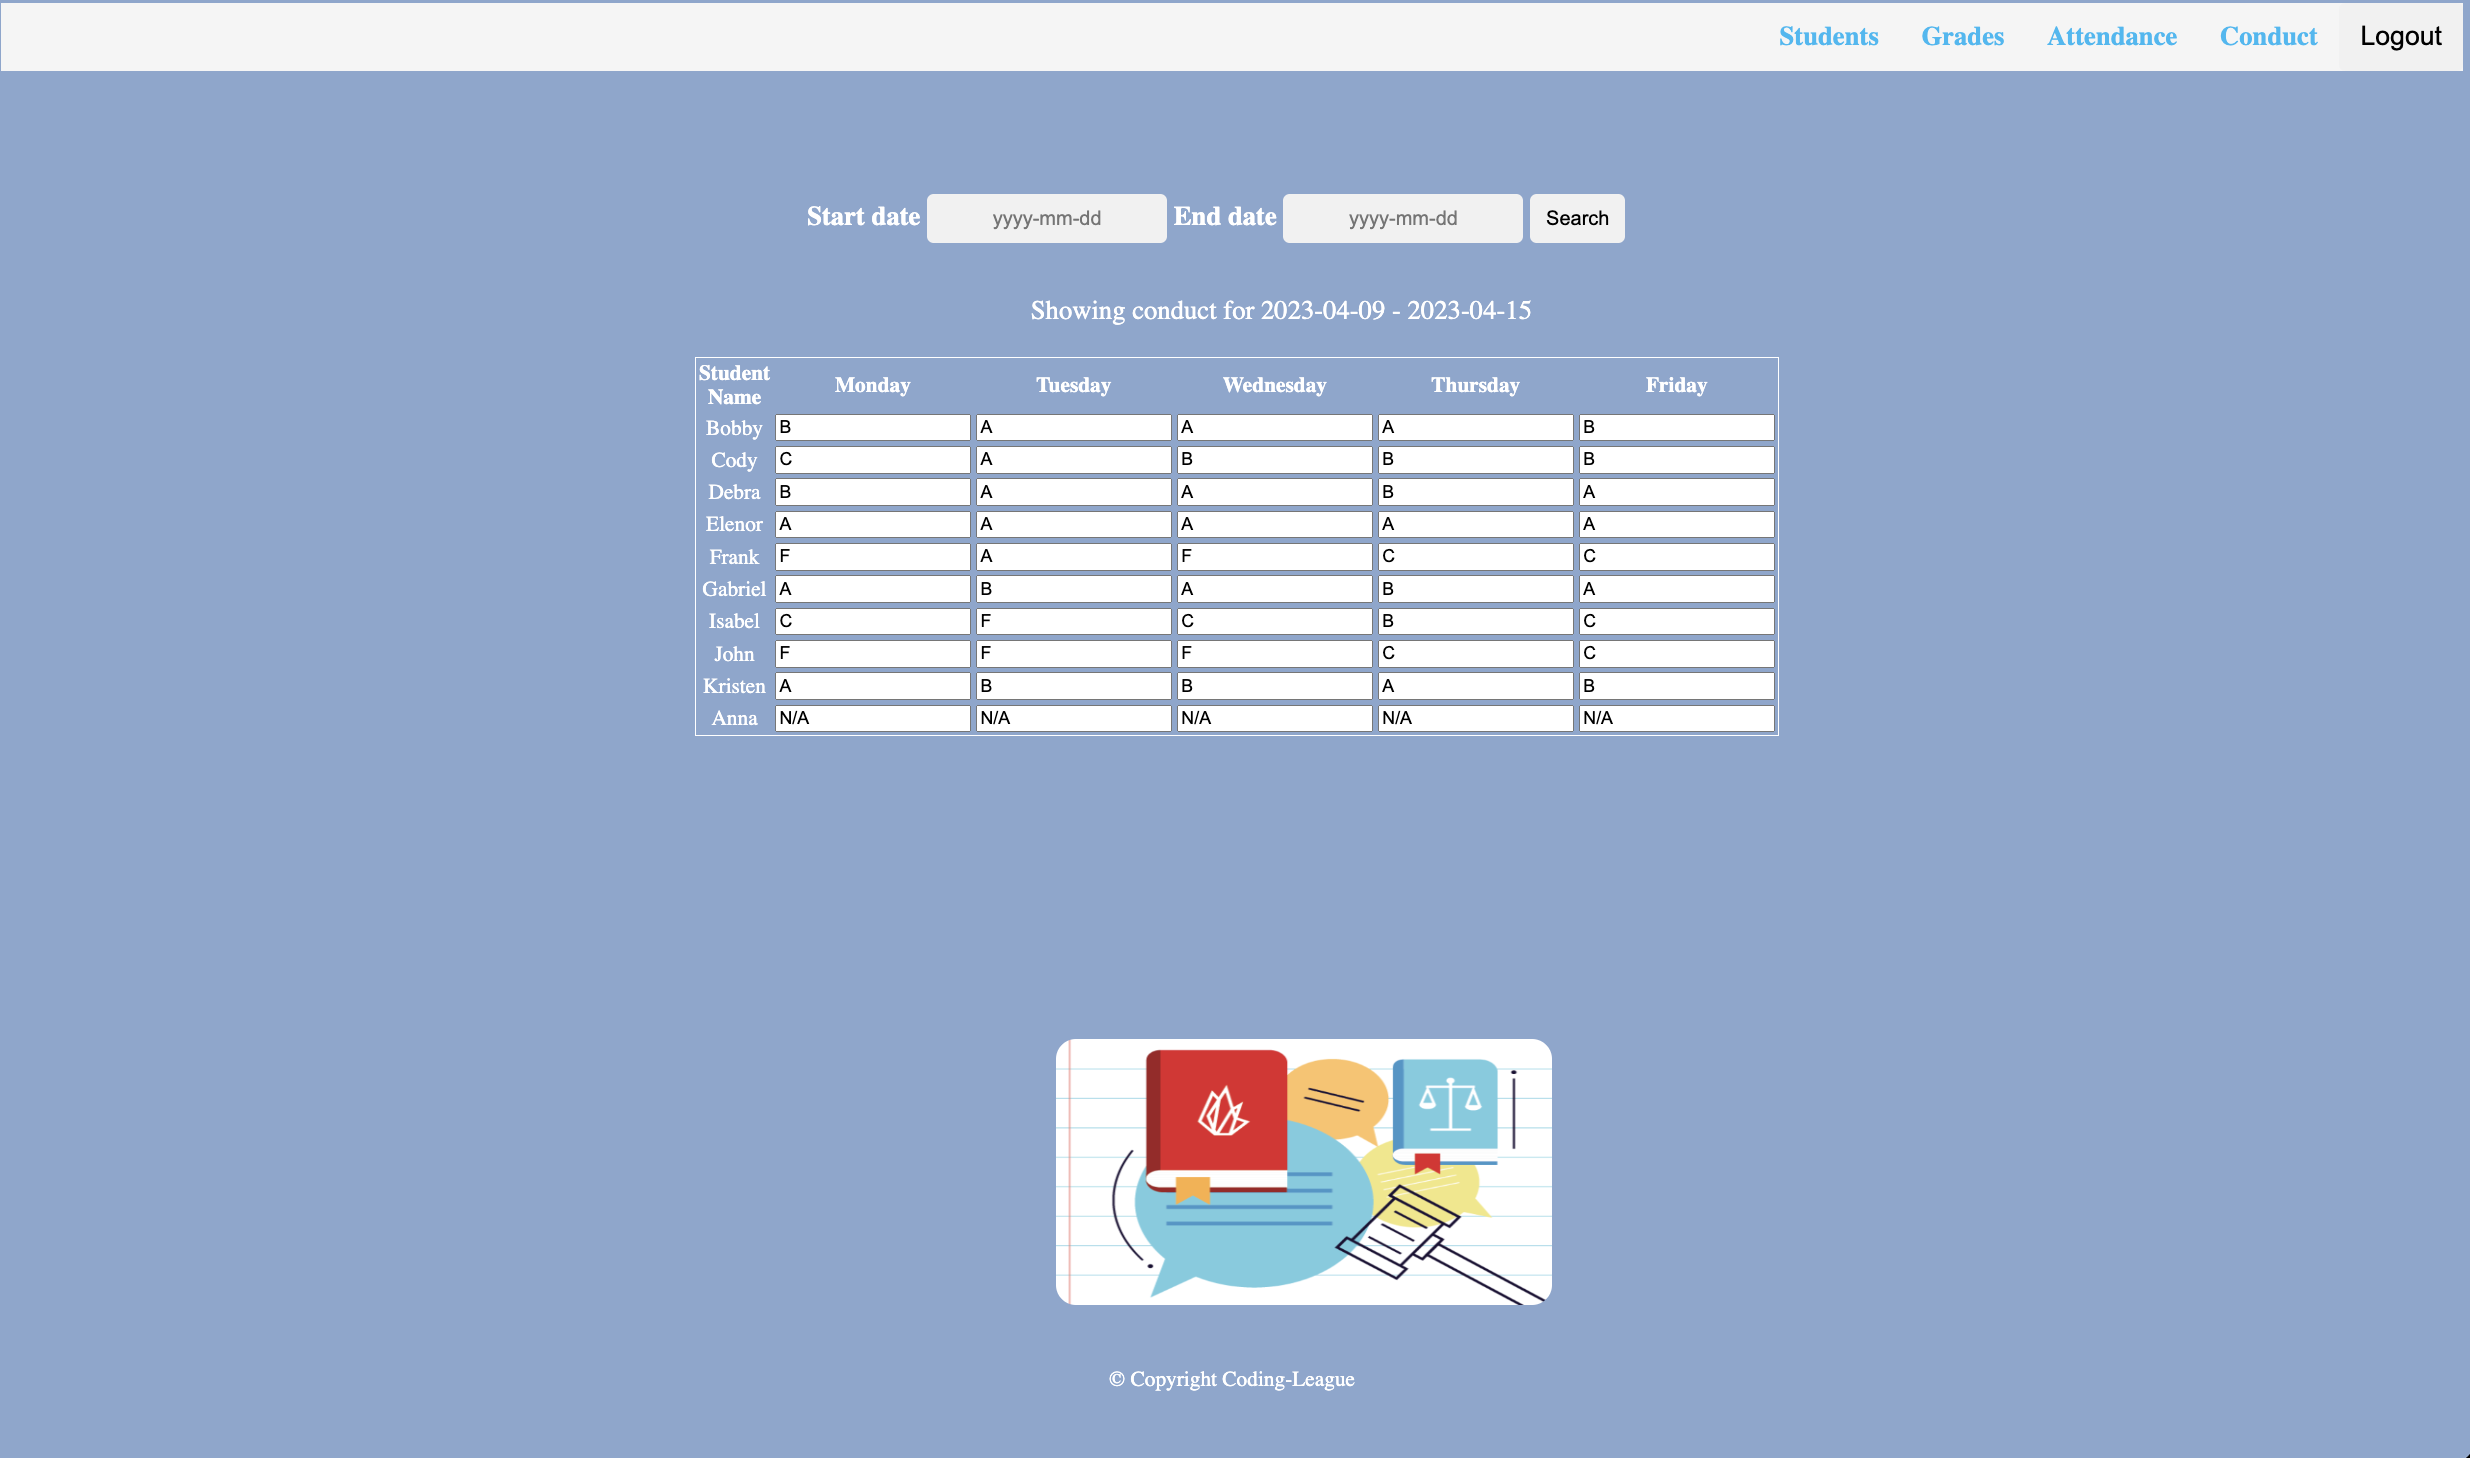 Students Grades Attendance Conduct Logout
Start date yyyy-mm-dd End date yyyy-mm-dd Search
Showing conduct for 2023-04-09 - 2023-04-15
Student Name Monday Tuesday Wednesday Thursday Friday
Bobby B A A A B
Cody C A B B B
Debra B A A B A
Elenor A A A A A
Frank F A F C C
Gabriel A B A B A
Isabel C F C B C
John F F F C C
Kristen A B B A B
Anna N/A N/A N/A N/A N/A
© Copyright Coding-League